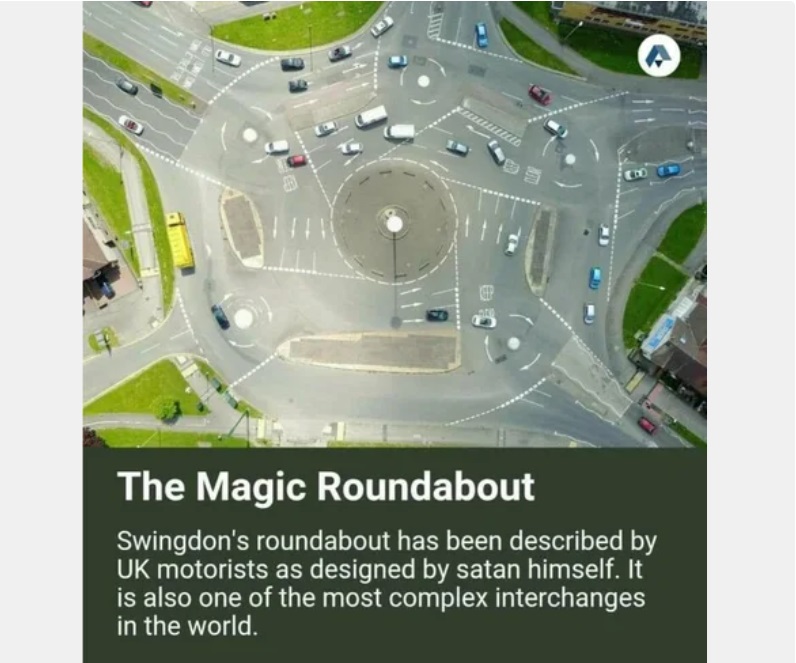 The Magic Roundabout
Swingdon's roundabout has been described by
UK motorists as designed by satan himself. It
is also one of the most complex interchanges
in the world.